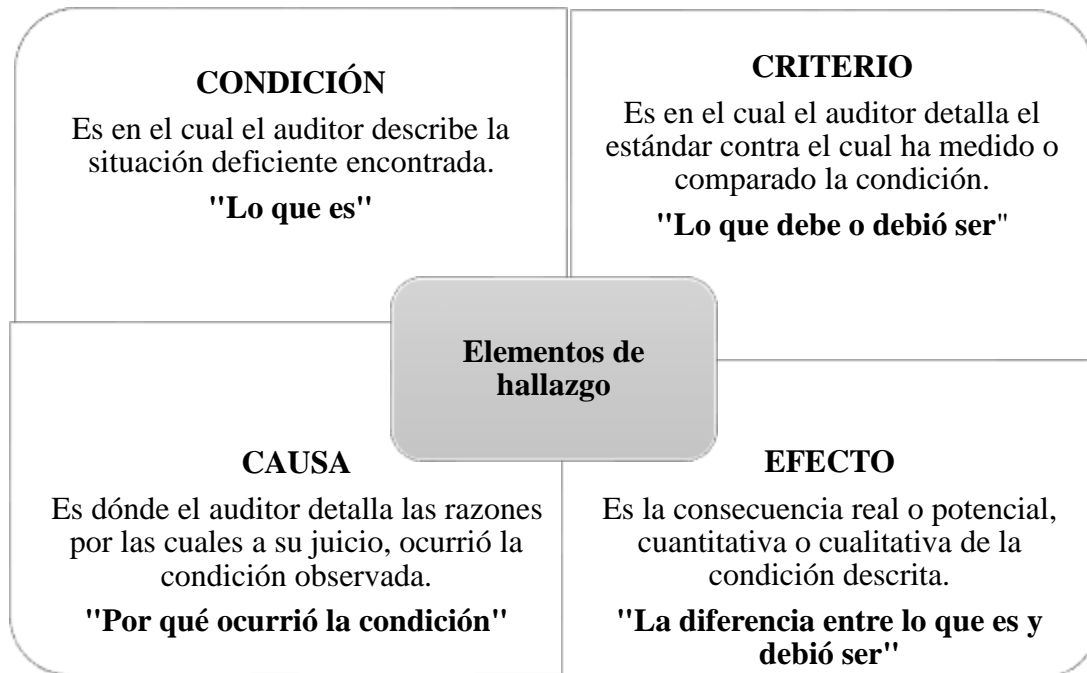 CONDICIÓN
Es en el cual el auditor describe la
situación deficiente encontrada.
"Lo que es"
CRITERIO
Es en el cual el auditor detalla el
estándar contra el cual ha medido o
comparado la condición.
"Lo que debe o debió ser"
Elementos de
hallazgo
CAUSA
Es dónde el auditor detalla las razones
por las cuales a su juicio, ocurrió la
condición observada.
"Por qué ocurrió la condición"
EFECTO
Es la consecuencia real o potencial,
cuantitativa o cualitativa de la
condición descrita.
"La diferencia entre lo que es y
debió ser"